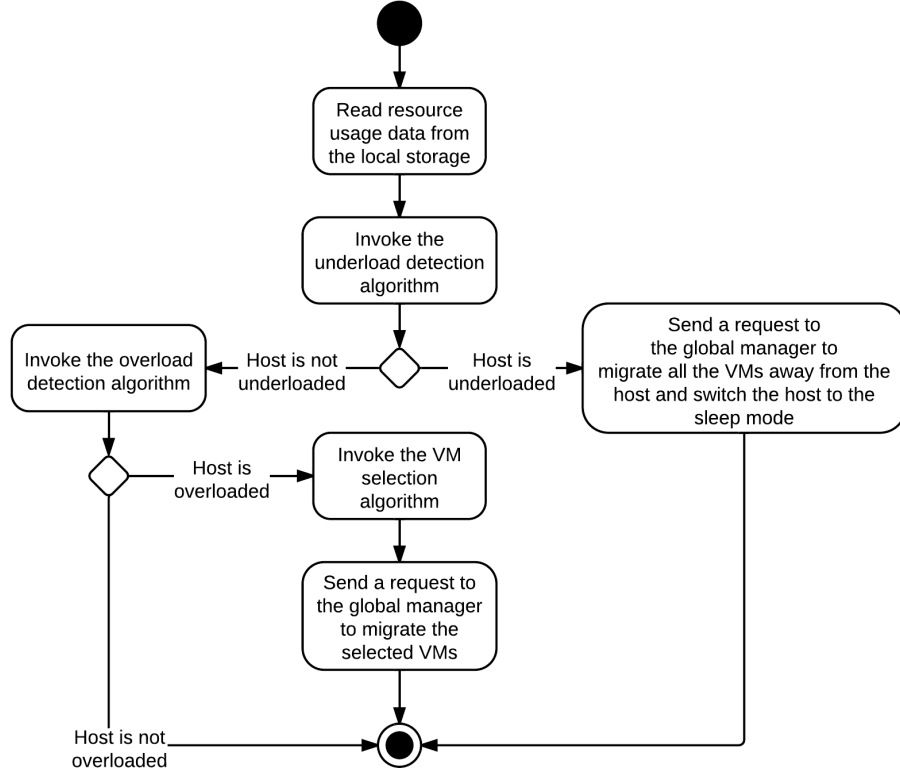 Read resource
usage data from
the local storage
Invoke the
underload detection
algorithm
Host is not
underloaded
Host is
underloaded
Send a request to
the global manager to
migrate all the VMs away from the
host and switch the host to the
sleep mode
Invoke the overload
detection algorithm
Host is
overloaded
Invoke the VM
selection
algorithm
Send a request to
the global manager
to migrate the
selected VMs
Host is not
overloaded